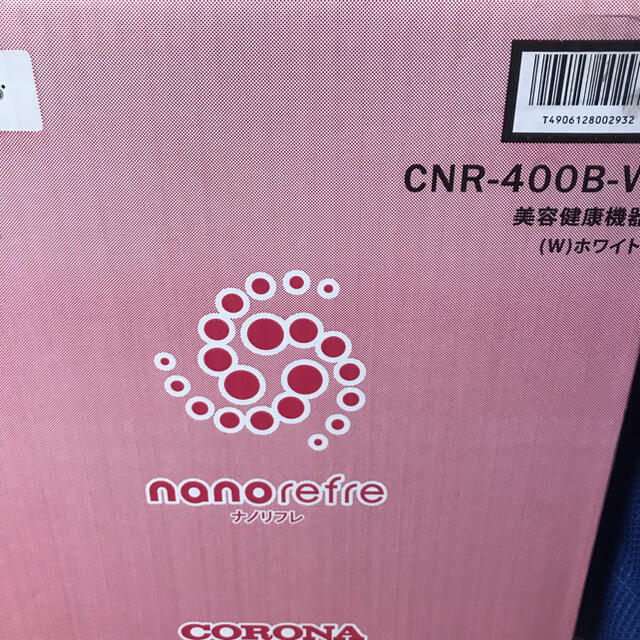 T4906128002932
CNR-400B-W
美容健康機器
(W)ホワイト
nanorefre
ナノリフレ
CORONA